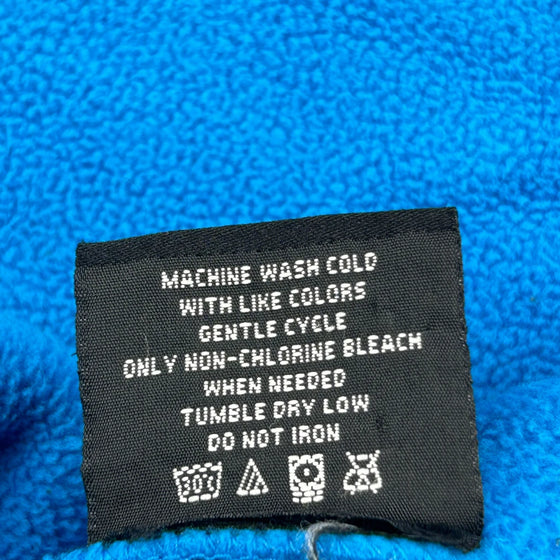 MACHINE WASH COLD
WITH LIKE COLORS
GENTLE CYCLE
ONLY NON-CHLORINE BLEACH
WHEN NEEDED
TUMBLE DRY LOW
DO NOT IRON
30°C